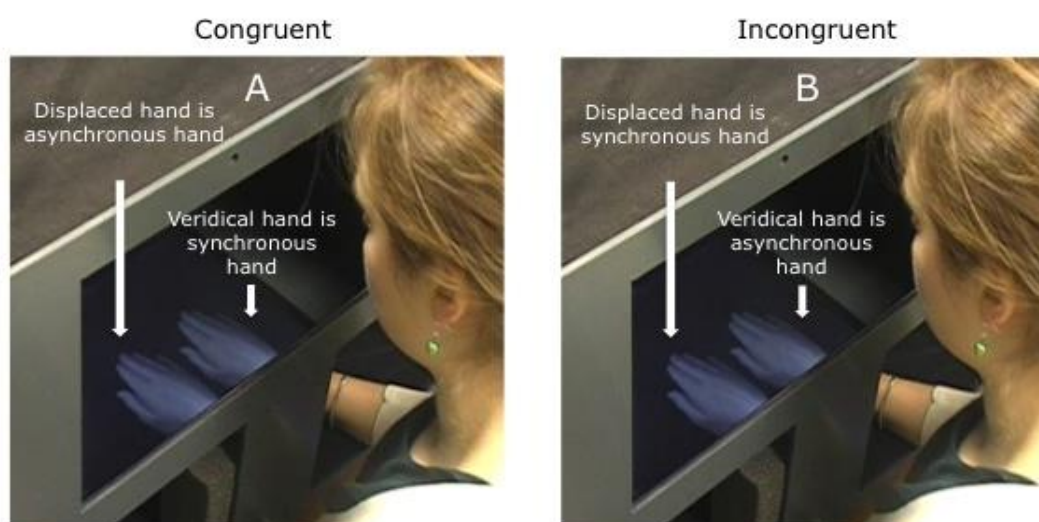 Congruent
Incongruent
A
Displaced hand is
asynchronous hand
Veridical hand is
synchronous
hand
B
Displaced hand is
synchronous hand
Veridical hand is
asynchronous
hand